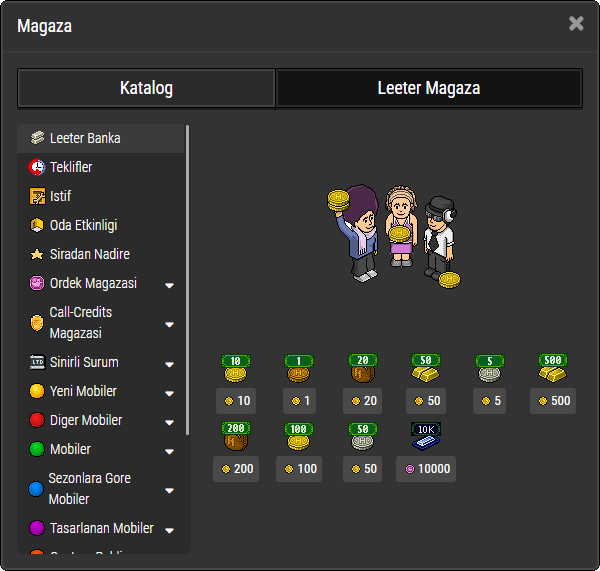 Magaza
Katalog
Leeter Magaza
Leeter Banka
Teklifler
Istif
Oda Etkinligi
Siradan Nadire
Ordek Magazasi
Call-Credits
Magazasi
LTD
Sinirli Surum
Yeni Mobiler
Diger Mobiler
Mobiler
Sezonlara Gore
Mobiler
Tasarlanan Mobiler
10 1 20 50 5 500
10 1 20 50 5 500
200 100 50 10K
200 100 50 10000